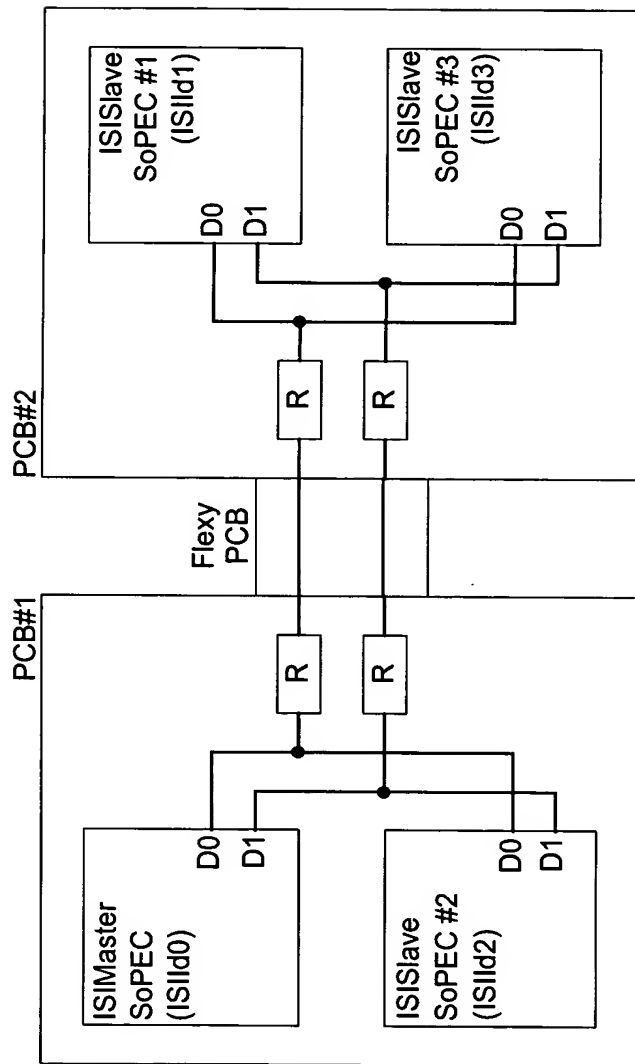 PCB#1
ISIMaster
SoPEC
(ISIId0)
D0
D1
ISISlave
SoPEC #2
(ISIId2)
D0
D1
R
R
Flexy
PCB
PCB#2
R
R
ISISlave
SoPEC #1
(ISIId1)
D0
D1
ISISlave
SoPEC #3
(ISIId3)
D0
D1